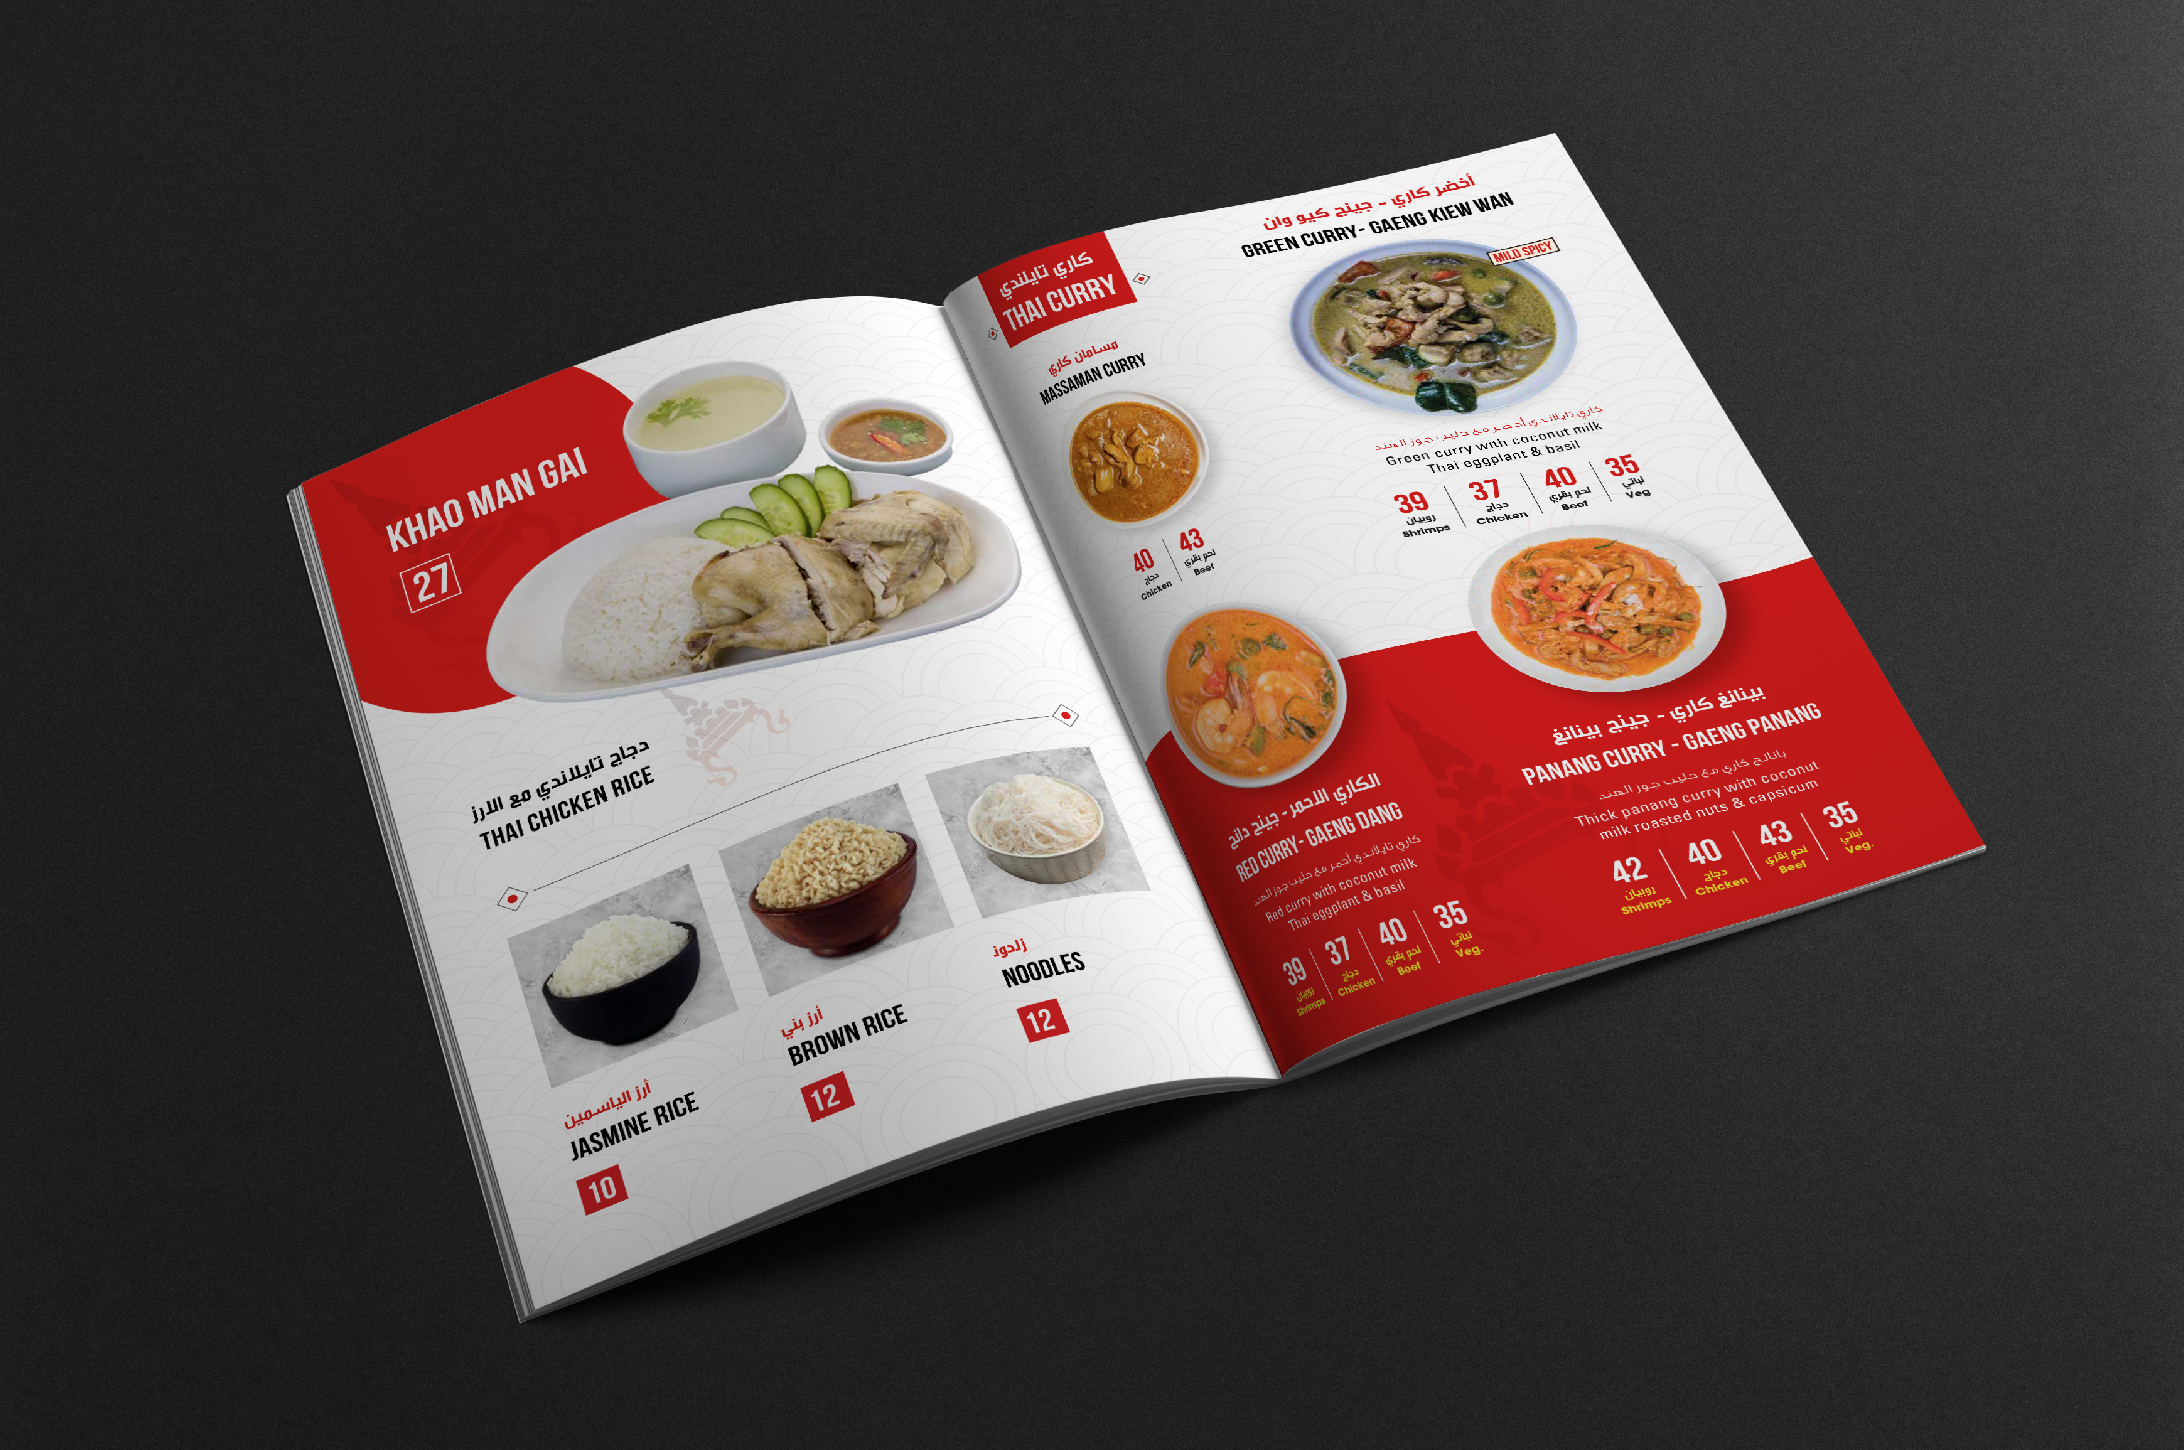 KHAO MAN GAI
27
دجاج تايلاندي مع الارز
THAI CHICKEN RICE
أرز الياسمين
JASMINE RICE
10
أرز بني
BROWN RICE
12
زلدونز
NOODLES
12
كاري تايلندي
THAI CURRY
مسامان كاري
MASSAMAN CURRY
40
دجاج
Chicken
43
لحم بقري
Beef
أخضر كاري - جينج كيو وان
GREEN CURRY- GAENG KIEW WAN
MILD SPICY
كاري تايلاندي أخضر مع حليب جوز الهند
Green curry with coconut milk
Thai eggplant & basil
39
روبيان
Shrimps
37
دجاج
Chicken
40
لحم بقري
Beef
35
نباتي
Veg
الكاري الأحمر - جينج دانج
RED CURRY- GAENG DANG
كاري تايلاندي أحمر مع حليب جوز الهند
Red curry with coconut milk
Thai eggplant & basil
39
روبيان
Shrimps
37
دجاج
Chicken
40
لحم بقري
Beef
35
نباتي
Veg.
بينانغ كاري - جينج بينانغ
PANANG CURRY - GAENG PANANG
بانانج كاري مع حليب جوز الهند
Thick panang curry with coconut
milk roasted nuts & capsicum
42
روبيان
Shrimps
40
دجاج
Chicken
43
لحم بقري
Beef
35
نباتي
Veg.